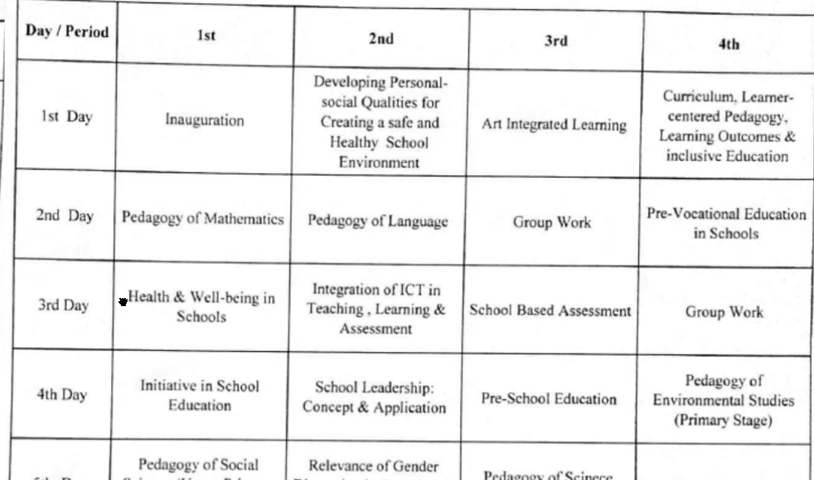 Day / Period 1st 2nd 3rd 4th
1st Day
Inauguration
Developing Personal-
social Qualities for
Creating a safe and
Healthy School
Environment
Art Integrated Learning
Curriculum, Learner-
centered Pedagogy,
Learning Outcomes &
inclusive Education
2nd Day
Pedagogy of Mathematics
Pedagogy of Language
Group Work
Pre-Vocational Education
in Schools
3rd Day
Health & Well-being in
Schools
Integration of ICT in
Teaching , Learning &
Assessment
School Based Assessment
Group Work
4th Day
Initiative in School
Education
School Leadership:
Concept & Application
Pre-School Education
Pedagogy of
Environmental Studies
(Primary Stage)
Pedagogy of Social
Relevance of Gender
Pedagogy of Scinece